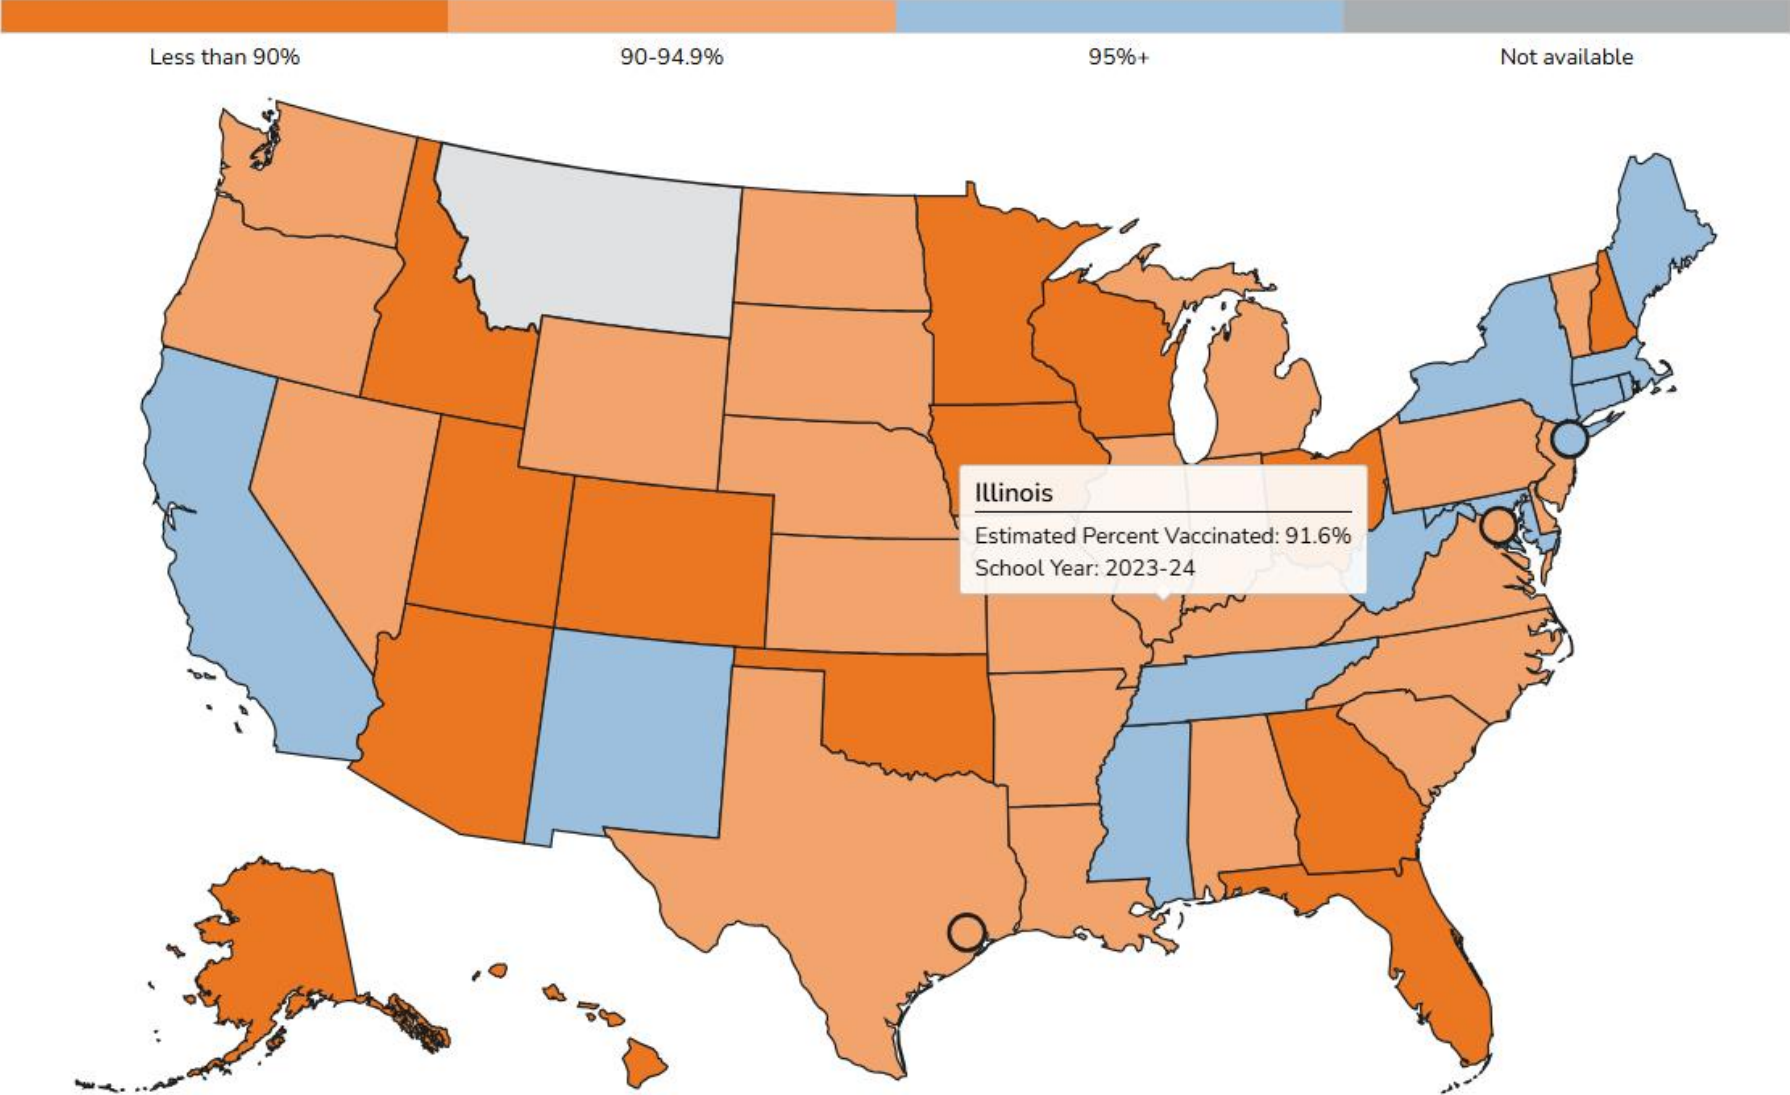 Less than 90%
90-94.9%
95%+
Not available
Illinois
Estimated Percent Vaccinated: 91.6%
School Year: 2023-24